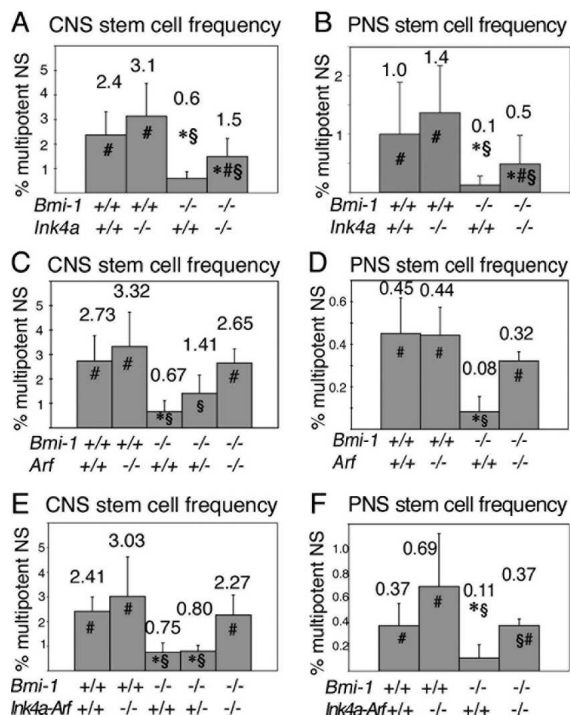 A CNS stem cell frequency
% multipotent NS
5
4
3
2
1
2.4 3.1 0.6 1.5
# # *§ *#§
Bmi-1 +/+ +/+ -/- -/-
Ink4a +/+ -/- +/+ -/-
B PNS stem cell frequency
% multipotent NS
2
1
0
1.0 1.4 0.1 0.5
# # *§ *#§
Bmi-1 +/+ +/+ -/- -/-
Ink4a +/+ -/- +/+ -/-
C CNS stem cell frequency
% multipotent NS
5
4
3
2
1
2.73 3.32 0.67 1.41 2.65
# # *§ § #
Bmi-1 +/+ +/+ -/- -/- -/-
Arf +/+ -/- +/+ +/- -/-
D PNS stem cell frequency
% multipotent NS
0.6
0.4
0.2
0.45 0.44 0.08 0.32
# # *§ #
Bmi-1 +/+ +/+ -/- -/-
Arf +/+ -/- +/+ -/-
E CNS stem cell frequency
% multipotent NS
5
4
3
2
1
2.41 3.03 0.75 0.80 2.27
# # *§ *§ #
Bmi-1 +/+ +/+ -/- -/- -/-
Ink4a-Arf +/+ -/- +/+ +/- -/-
F PNS stem cell frequency
% multipotent NS
1.0
0.8
0.6
0.4
0.2
0.37 0.69 0.11 0.37
# # *§ §#
Bmi-1 +/+ +/+ -/- -/-
Ink4a-Arf +/+ -/- +/+ -/-